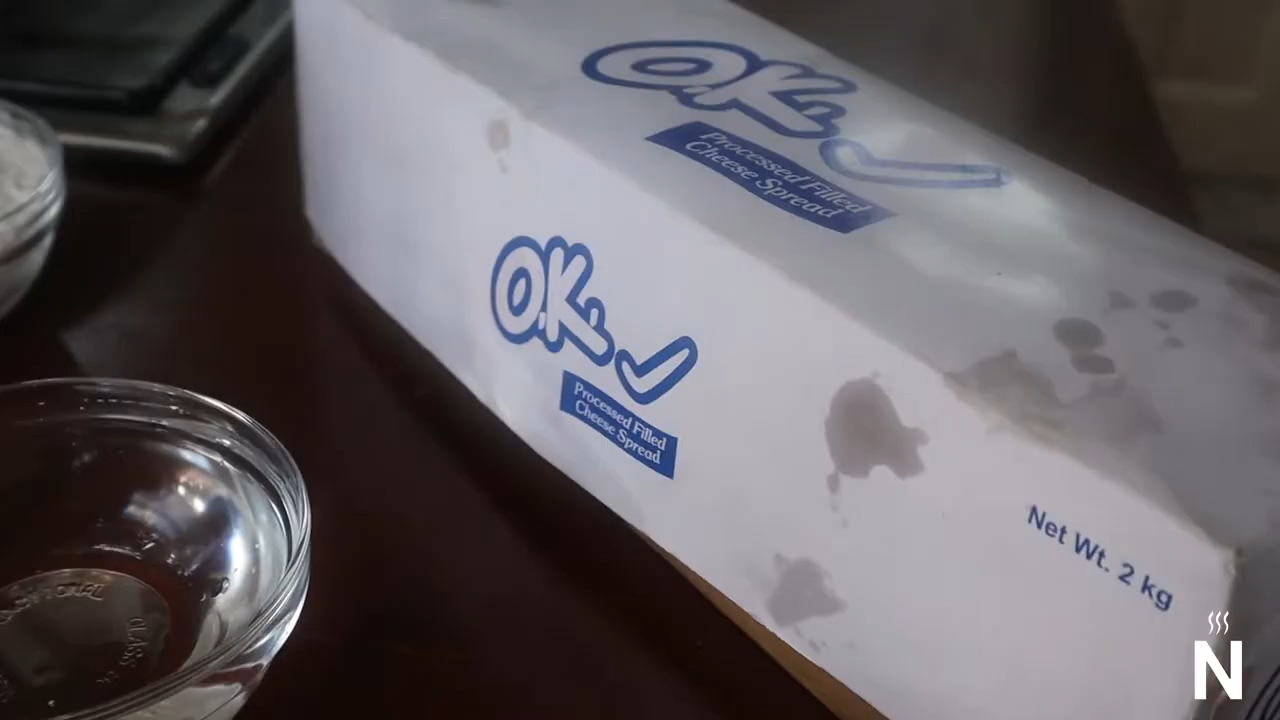 O.K.
Processed Filled
Cheese Spread
O.K.
Processed Filled
Cheese Spread
Net Wt. 2 kg
N